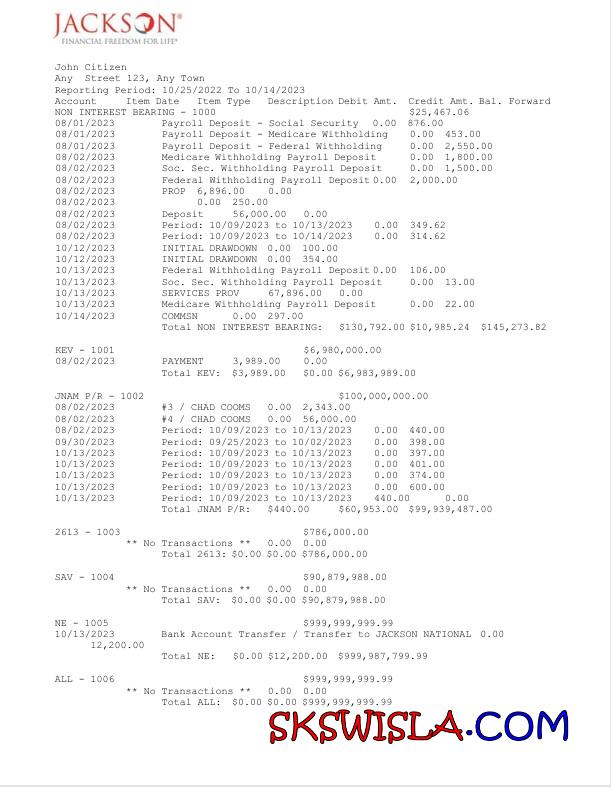 JACKSON®
FINANCIAL FREEDOM FOR LIFE®
John Citizen
Any Street 123, Any Town
Reporting Period: 10/25/2022 To 10/14/2023
Account Item Date Item Type Description Debit Amt. Credit Amt. Bal. Forward
NON INTEREST BEARING - 1000 $25,467.06
08/01/2023 Payroll Deposit - Social Security 0.00 876.00
08/01/2023 Payroll Deposit - Medicare Withholding 0.00 453.00
08/01/2023 Payroll Deposit - Federal Withholding 0.00 2,550.00
08/02/2023 Medicare Withholding Payroll Deposit 0.00 1,800.00
08/02/2023 Soc. Sec. Withholding Payroll Deposit 0.00 1,500.00
08/02/2023 Federal Withholding Payroll Deposit 0.00 2,000.00
08/02/2023 PROP 6,896.00 0.00
08/02/2023 0.00 250.00
08/02/2023 Deposit 56,000.00 0.00
08/02/2023 Period: 10/09/2023 to 10/13/2023 0.00 349.62
08/02/2023 Period: 10/09/2023 to 10/14/2023 0.00 314.62
10/12/2023 INITIAL DRAWDOWN 0.00 100.00
10/12/2023 INITIAL DRAWDOWN 0.00 354.00
10/13/2023 Federal Withholding Payroll Deposit 0.00 106.00
10/13/2023 Soc. Sec. Withholding Payroll Deposit 0.00 13.00
10/13/2023 SERVICES PROV 67,896.00 0.00
10/13/2023 Medicare Withholding Payroll Deposit 0.00 22.00
10/14/2023 COMMSN 0.00 297.00
Total NON INTEREST BEARING: $130,792.00 $10,985.24 $145,273.82
KEV - 1001 $6,980,000.00
08/02/2023 PAYMENT 3,989.00 0.00
Total KEV: $3,989.00 $0.00 $6,983,989.00
JNAM P/R - 1002 $100,000,000.00
08/02/2023 #3 / CHAD COOMS 0.00 2,343.00
08/02/2023 #4 / CHAD COOMS 0.00 56,000.00
08/02/2023 Period: 10/09/2023 to 10/13/2023 0.00 440.00
09/30/2023 Period: 09/25/2023 to 10/02/2023 0.00 398.00
10/13/2023 Period: 10/09/2023 to 10/13/2023 0.00 397.00
10/13/2023 Period: 10/09/2023 to 10/13/2023 0.00 401.00
10/13/2023 Period: 10/09/2023 to 10/13/2023 0.00 374.00
10/13/2023 Period: 10/09/2023 to 10/13/2023 0.00 600.00
10/13/2023 Period: 10/09/2023 to 10/13/2023 440.00 0.00
Total JNAM P/R: $440.00 $60,953.00 $99,939,487.00
2613 - 1003 $786,000.00
** No Transactions ** 0.00 0.00
Total 2613: $0.00 $0.00 $786,000.00
SAV - 1004 $90,879,988.00
** No Transactions ** 0.00 0.00
Total SAV: $0.00 $0.00 $90,879,988.00
NE - 1005 $999,999,999.99
10/13/2023 Bank Account Transfer / Transfer to JACKSON NATIONAL 0.00
12,200.00
Total NE: $0.00 $12,200.00 $999,987,799.99
ALL - 1006 $999,999,999.99
** No Transactions ** 0.00 0.00
Total ALL: $0.00 $0.00 $999,999,999.99
SKSWISLA.COM